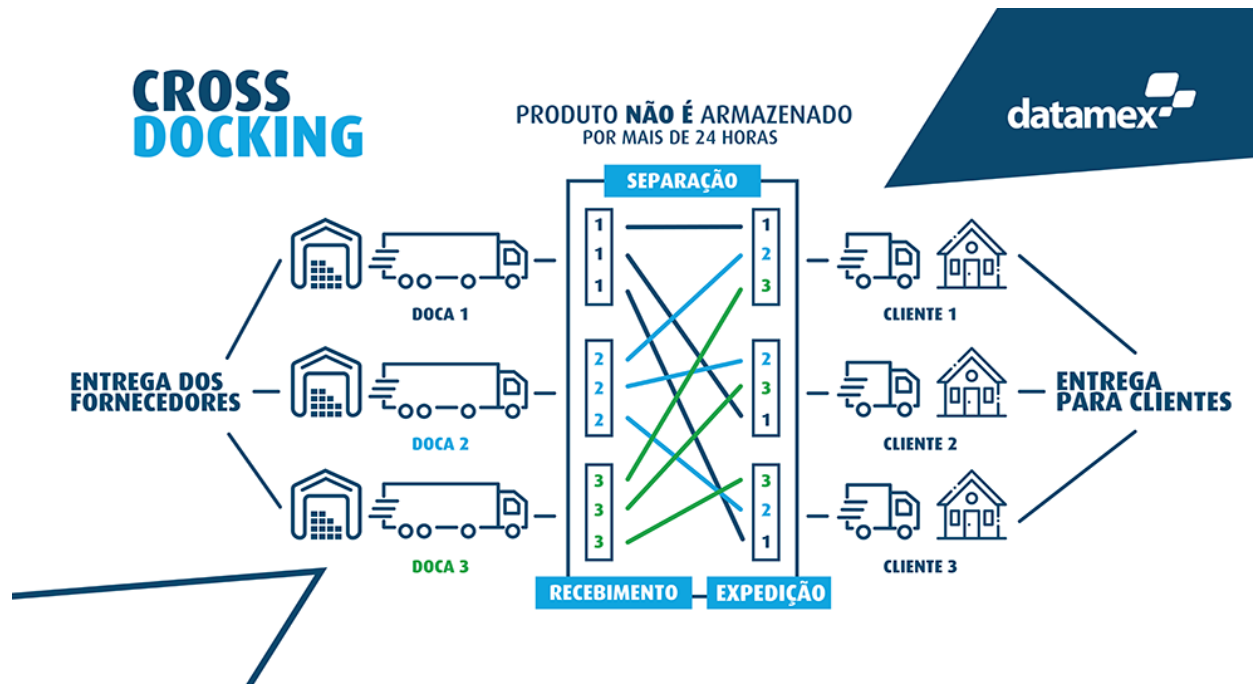 CROSS
DOCKING
PRODUTO NÃO É ARMAZENADO
POR MAIS DE 24 HORAS
datamex
SEPARAÇÃO
ENTREGA DOS
FORNECEDORES
DOCA 1
DOCA 2
DOCA 3
1
1
1
2
2
2
3
3
3
1
2
3
2
3
1
3
2
1
RECEBIMENTO
EXPEDIÇÃO
CLIENTE 1
CLIENTE 2
CLIENTE 3
ENTREGA
PARA CLIENTES